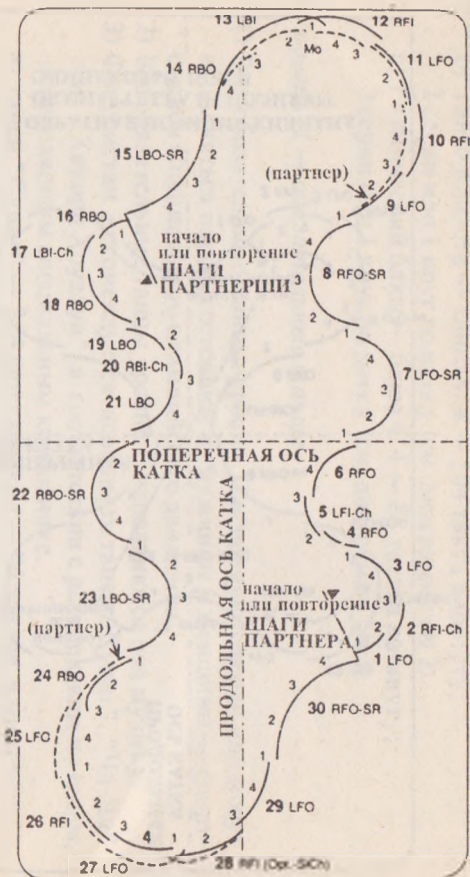 13 LBI
12 RFI
Mo
11 LFO
14 RBO
10 RFI
(партнер)
15 LBO-SR
9 LFO
16 RBO
17 LBI-Ch
начало
или повторение
ШАГИ
ПАРТНЕРШИ
8 RFO-SR
18 RBO
19 LBO
20 RBI-Ch
21 LBO
7 LFO-SR
ПОПЕРЕЧНАЯ ОСЬ
КАТКА
ПРОДОЛЬНАЯ ОСЬ КАТКА
6 RFO
22 RBO-SR
5 LFI-Ch
4 RFO
3 LFO
23 LBO-SR
начало
или повторение
ШАГИ
ПАРТНЕРА
2 RFI-Ch
1 LFO
(партнер)
24 RBO
30 RFO-SR
25 LFO
29 LFO
26 RFI
27 LFO
28 RFI (Opt.-SlCh)